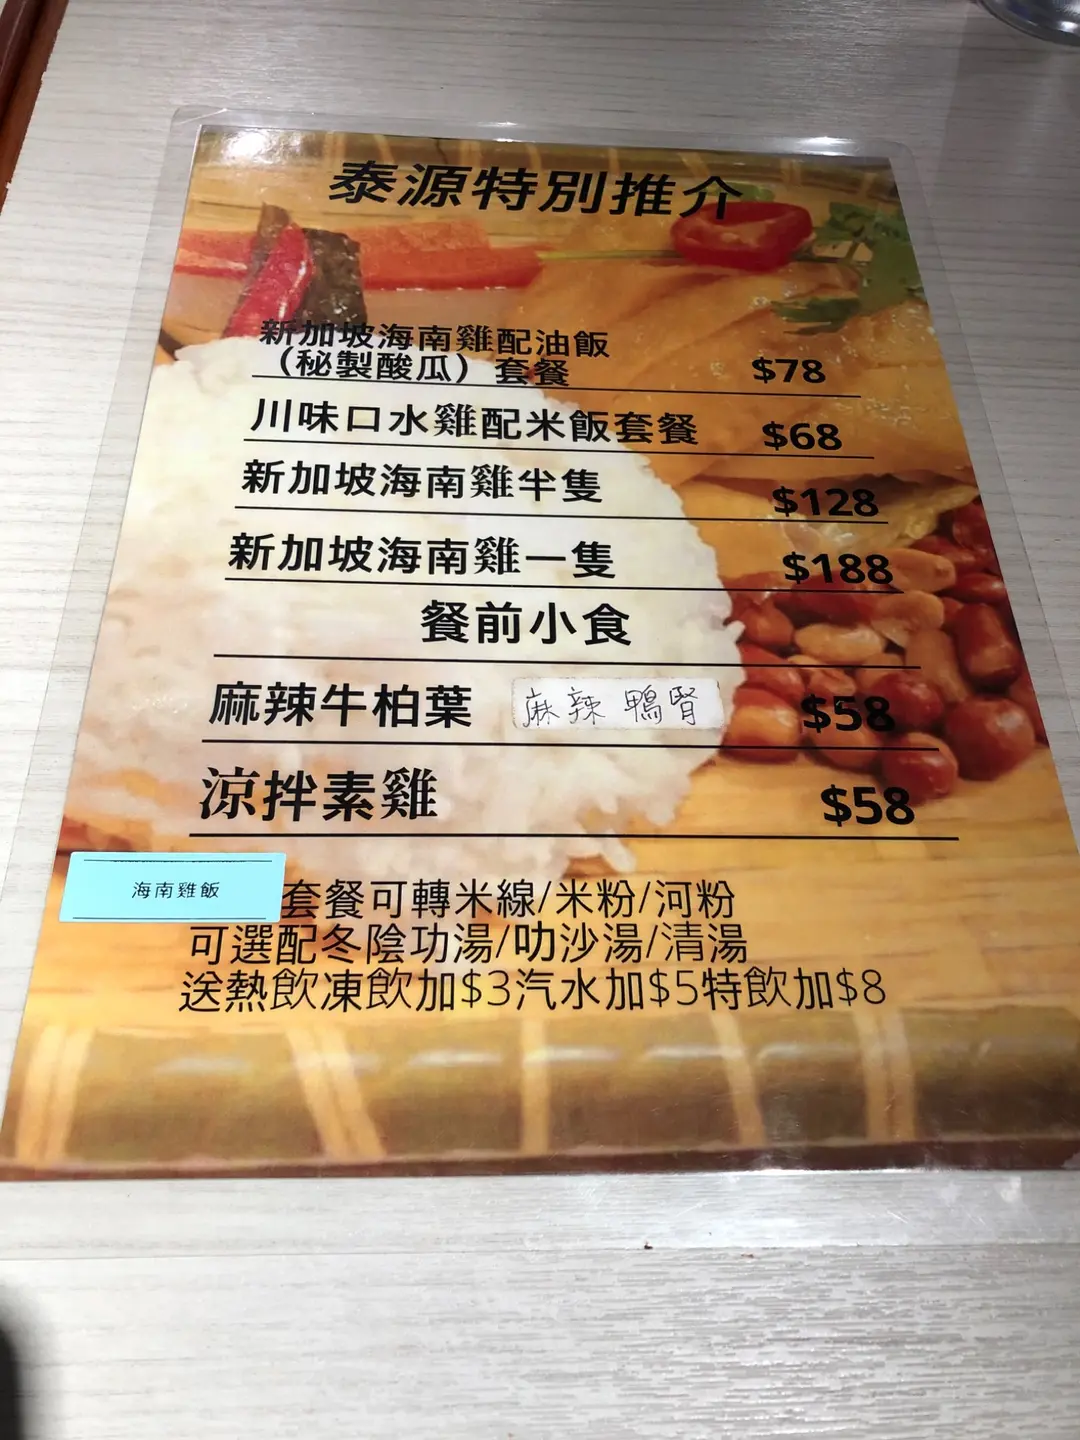 泰源特別推介
新加坡海南雞配油飯
（秘製酸瓜）套餐 $78
川味口水雞配米飯套餐 $68
新加坡海南雞半隻 $128
新加坡海南雞一隻 $188
餐前小食
麻辣牛柏葉 麻辣鴨腎 $58
涼拌素雞 $58
海南雞飯 套餐可轉米線/米粉/河粉
可選配冬陰功湯/叻沙湯/清湯
送熱飲凍飲加$3汽水加$5特飲加$8